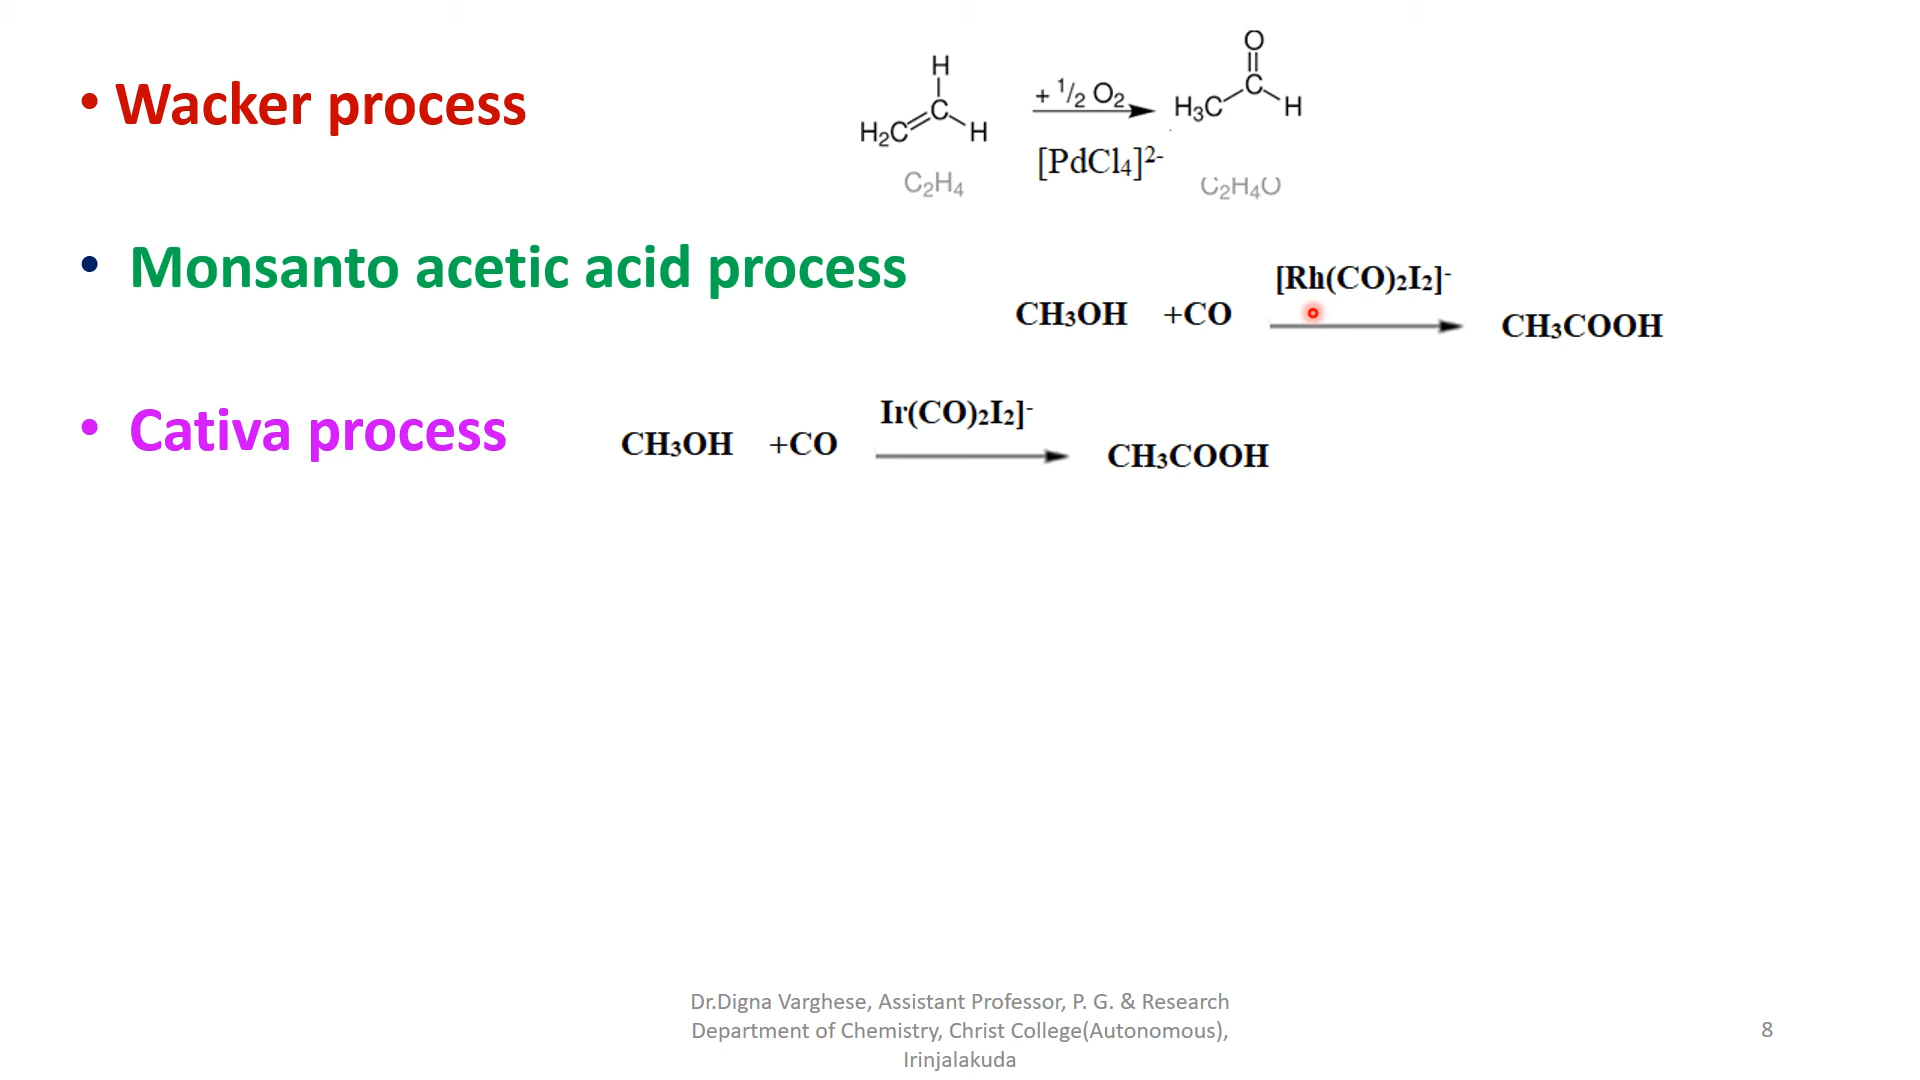 • Wacker process
H
H₂C=C H
C₂H₄
+ ¹/₂ O₂
[PdCl₄]²⁻
O
H₃C C H
C₂H₄O
• Monsanto acetic acid process
CH₃OH +CO [Rh(CO)₂I₂]⁻ CH₃COOH
• Cativa process
CH₃OH +CO Ir(CO)₂I₂]⁻ CH₃COOH
Dr.Digna Varghese, Assistant Professor, P. G. & Research
Department of Chemistry, Christ College(Autonomous),
Irinjalakuda
8